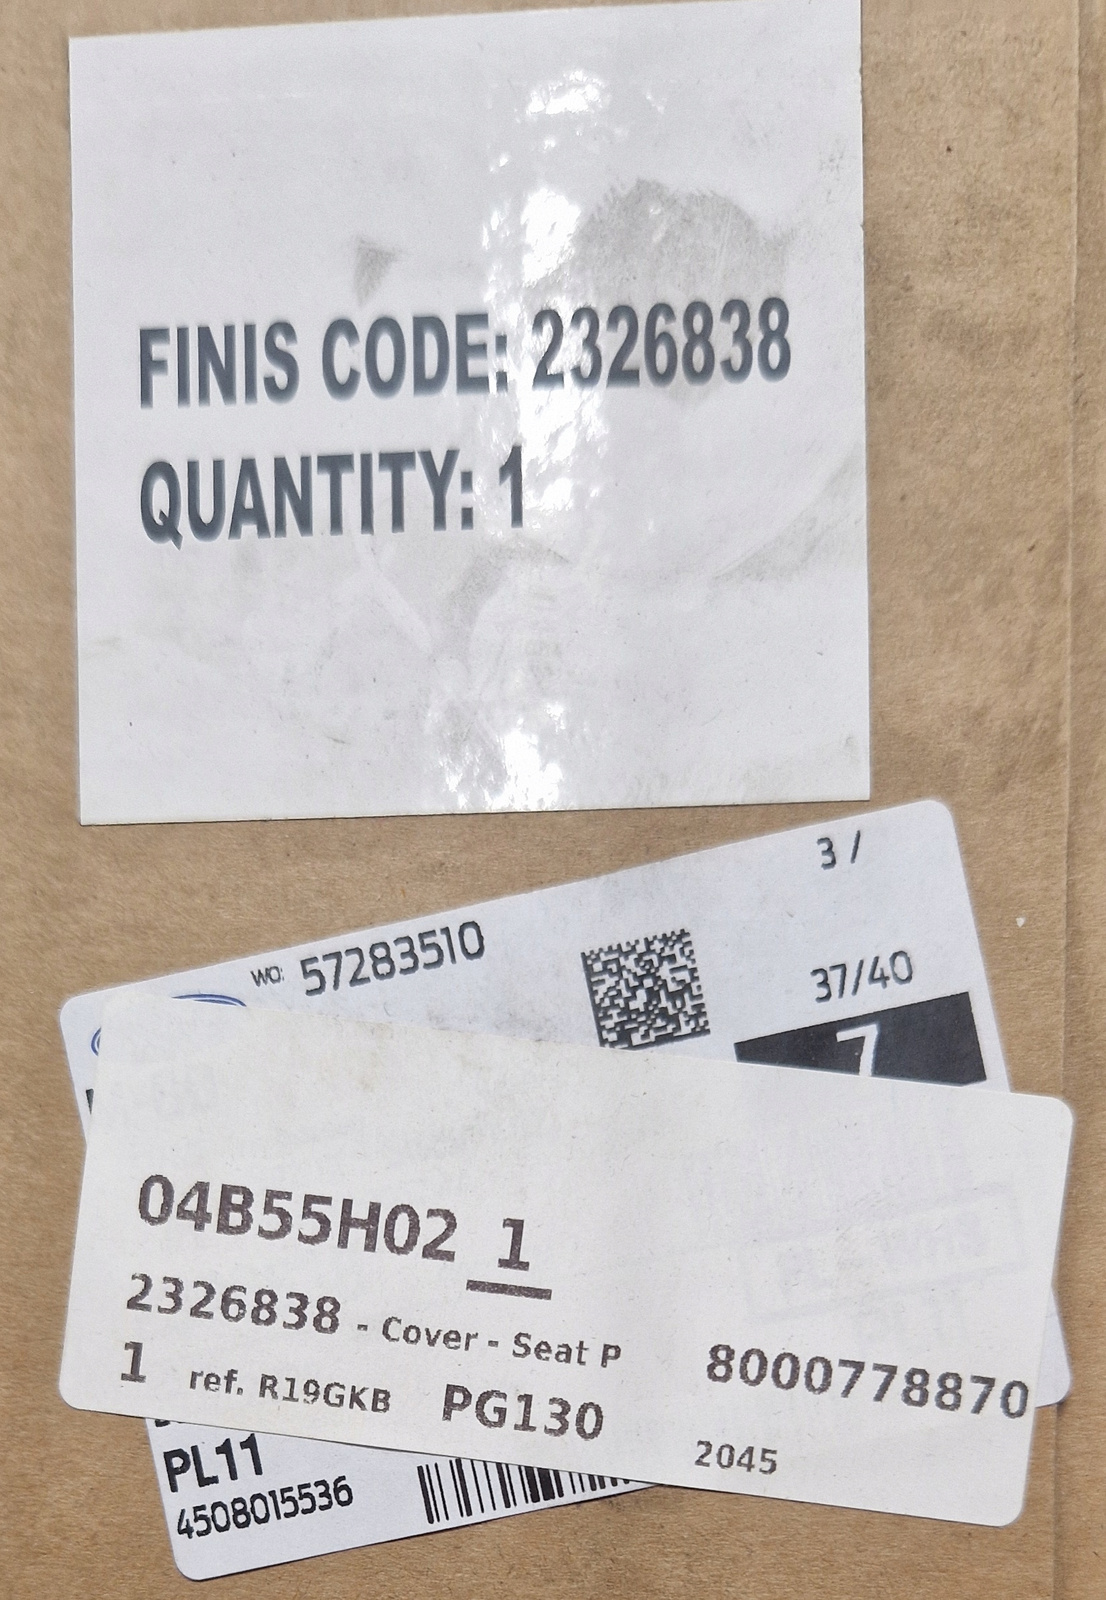 FINIS CODE: 2326838
QUANTITY: 1
3 /
WO: 57283510
37/40
7
04B55H02 1
2326838 - Cover - Seat P
8000778870
1 ref. R19GKB PG130
2045
PL11
4508015536